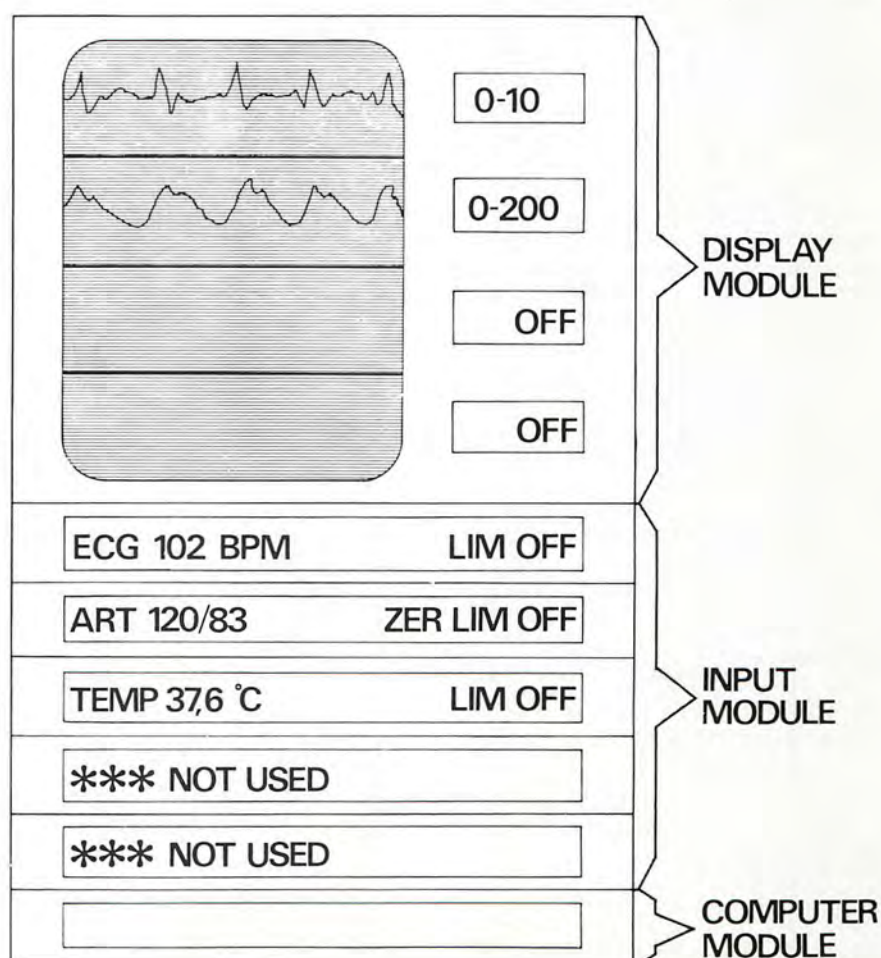 0-10
0-200
OFF
OFF
DISPLAY
MODULE
ECG 102 BPM LIM OFF
ART 120/83 ZER LIM OFF
TEMP 37,6 °C LIM OFF
*** NOT USED
*** NOT USED
INPUT
MODULE
COMPUTER
MODULE